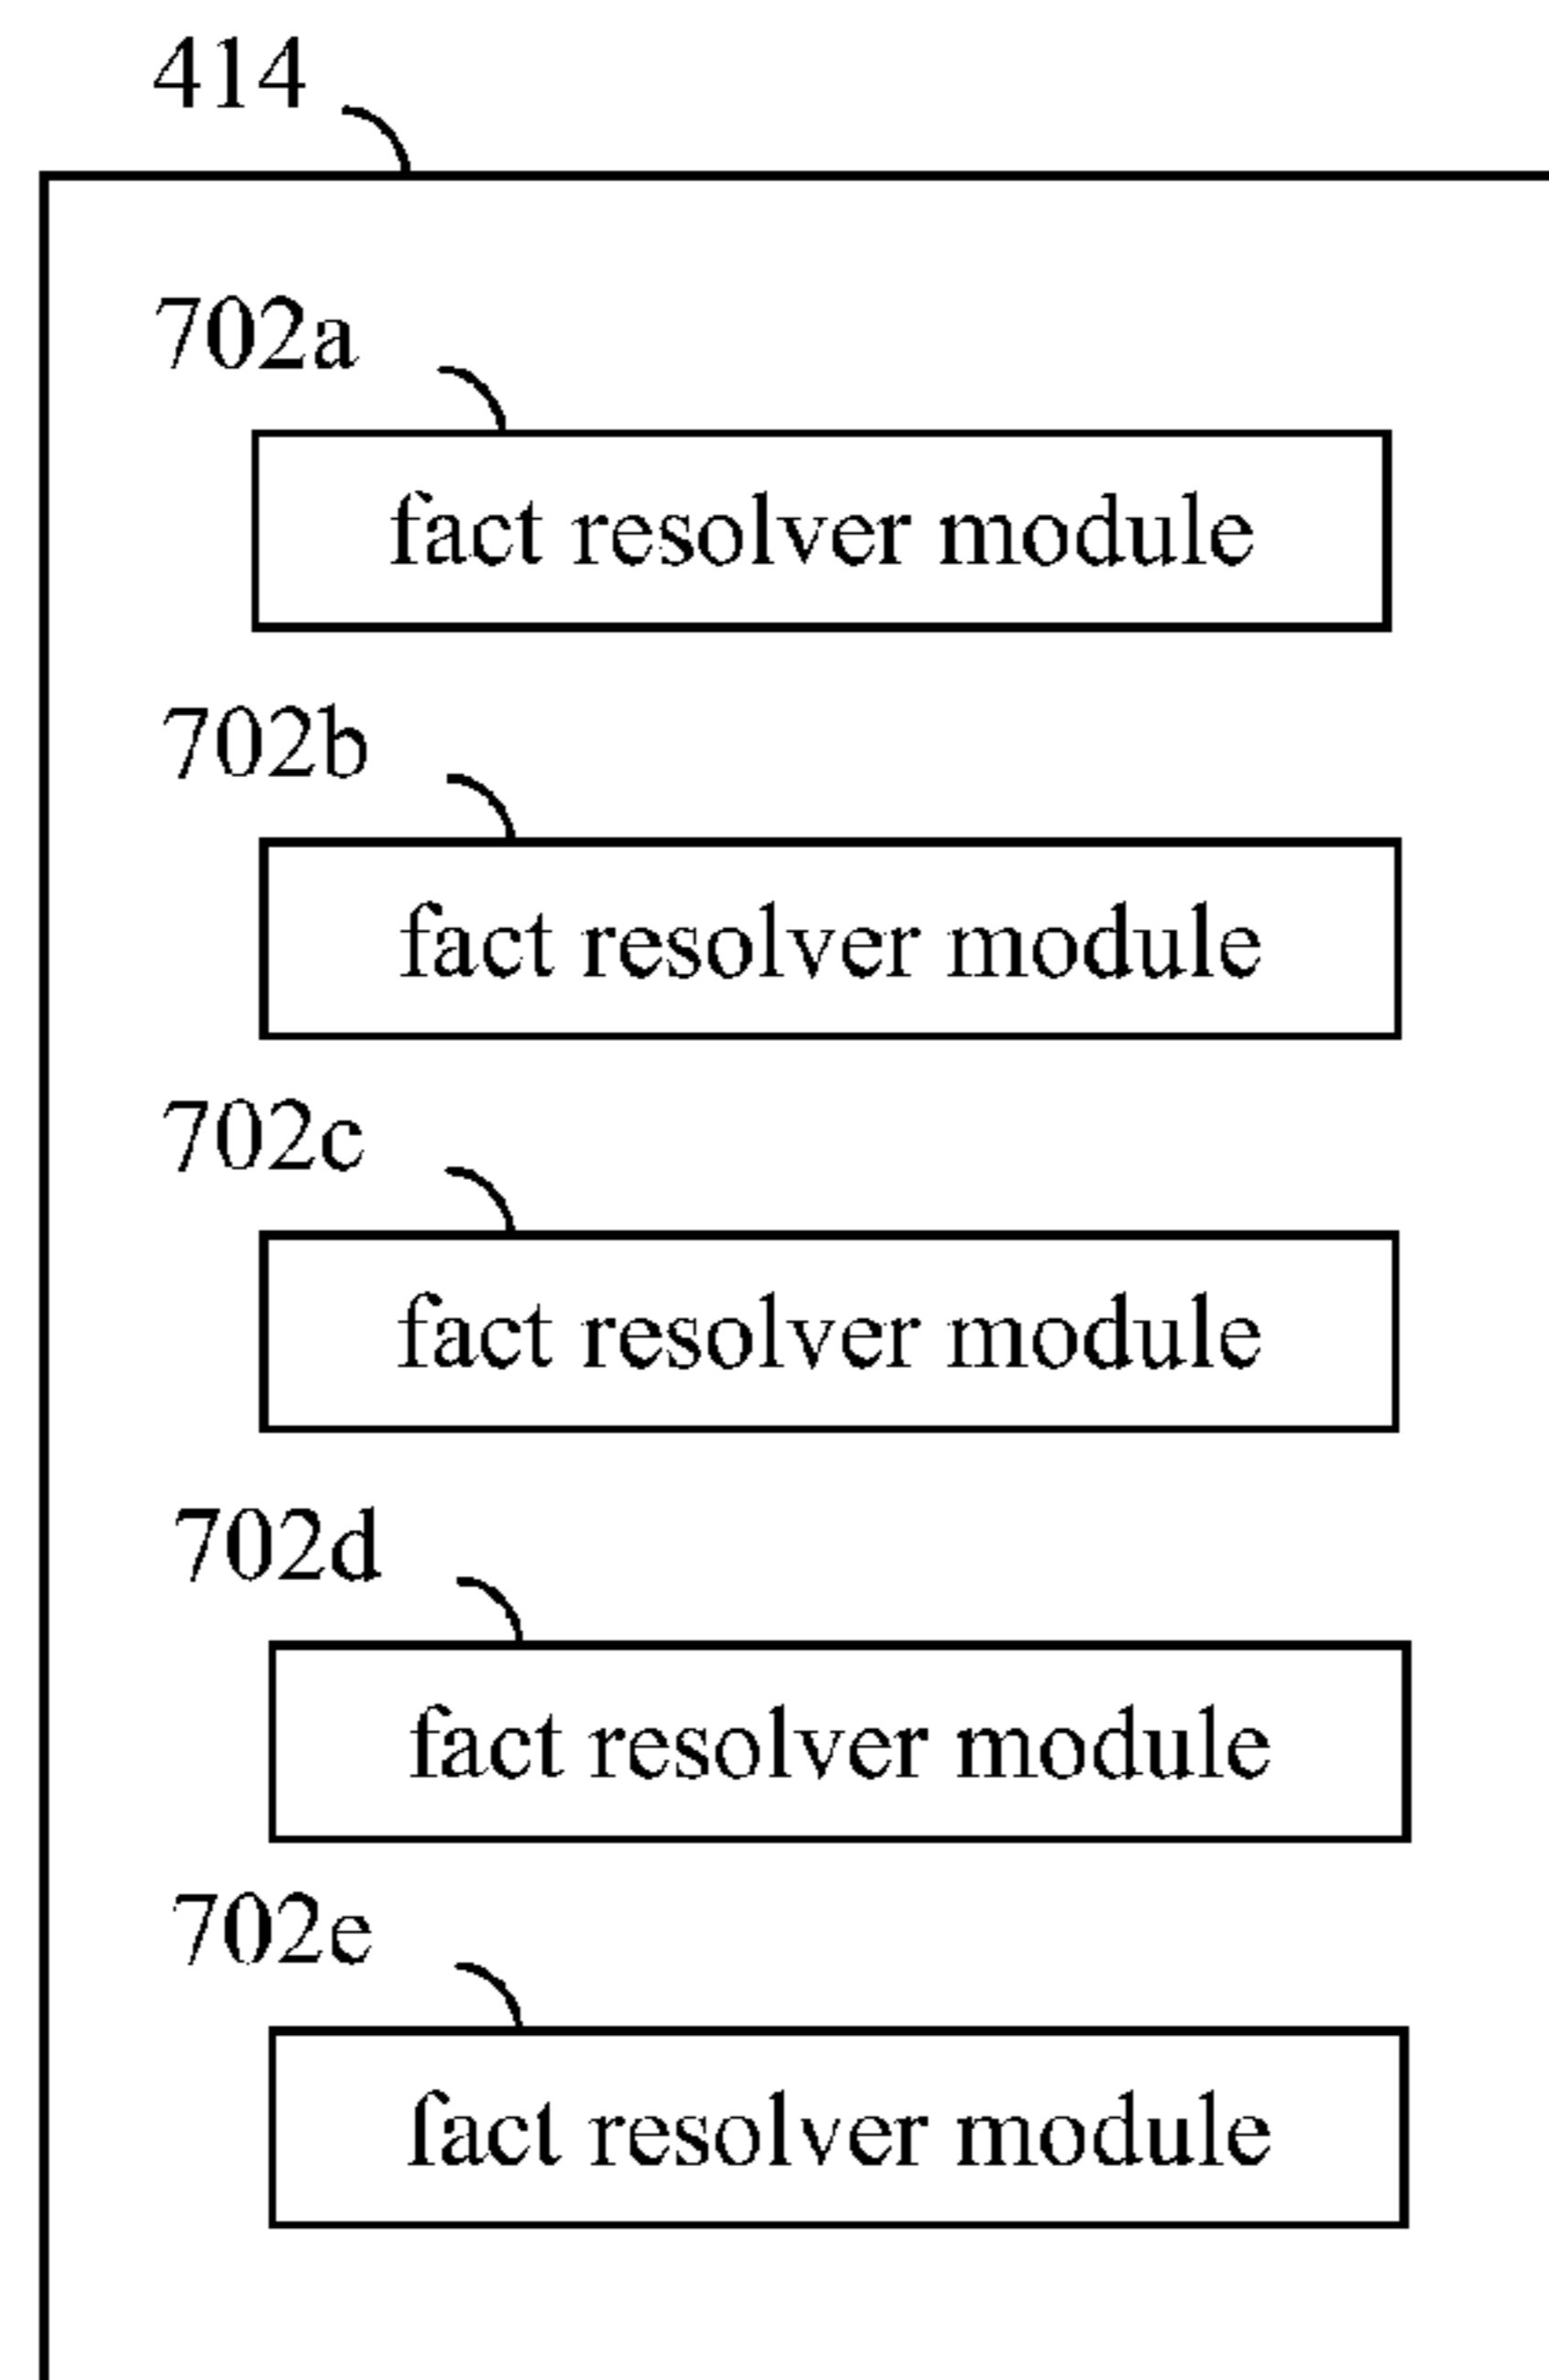 414
702a
fact resolver module
702b
fact resolver module
702c
fact resolver module
702d
fact resolver module
702e
fact resolver module